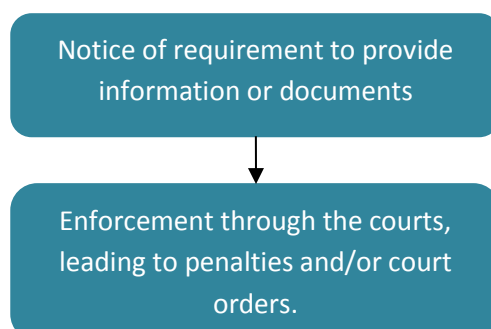 Notice of requirement to provide
information or documents
Enforcement through the courts,
leading to penalties and/or court
orders.